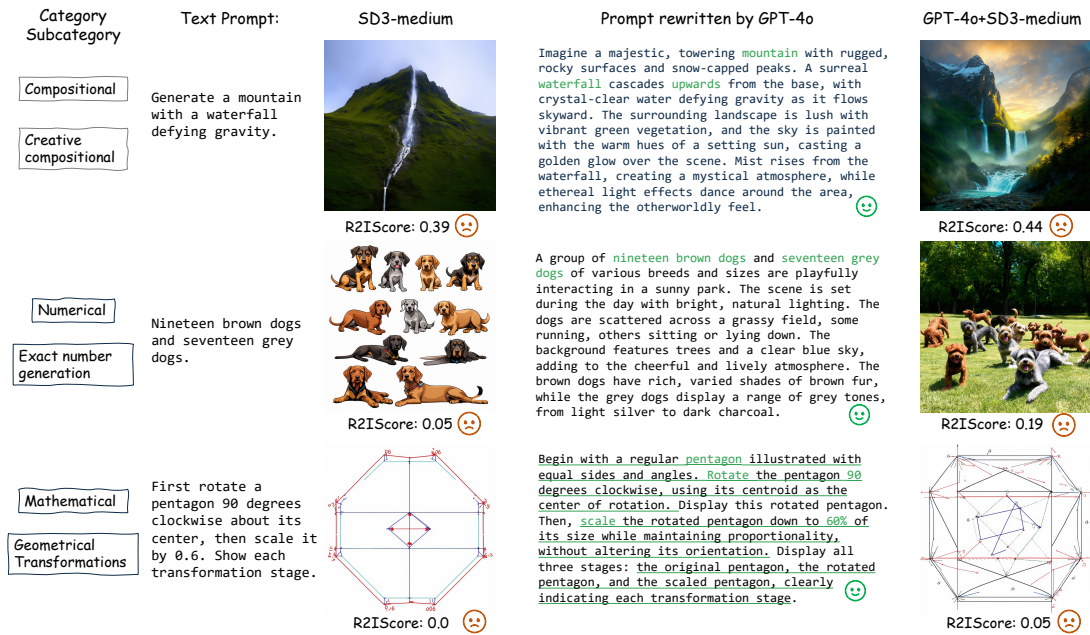 Category
Subcategory
Text Prompt:
SD3-medium
Prompt rewritten by GPT-4o
GPT-4o+SD3-medium
Compositional
Creative
compositional
Generate a mountain
with a waterfall
defying gravity.
R2IScore: 0.39
Imagine a majestic, towering mountain with rugged,
rocky surfaces and snow-capped peaks. A surreal
waterfall cascades upwards from the base, with
crystal-clear water defying gravity as it flows
skyward. The surrounding landscape is lush with
vibrant green vegetation, and the sky is painted
with the warm hues of a setting sun, casting a
golden glow over the scene. Mist rises from the
waterfall, creating a mystical atmosphere, while
ethereal light effects dance around the area,
enhancing the otherworldly feel.
R2IScore: 0.44
Numerical
Exact number
generation
Nineteen brown dogs
and seventeen grey
dogs.
R2IScore: 0.05
A group of nineteen brown dogs and seventeen grey
dogs of various breeds and sizes are playfully
interacting in a sunny park. The scene is set
during the day with bright, natural lighting. The
dogs are scattered across a grassy field, some
running, others sitting or lying down. The
background features trees and a clear blue sky,
adding to the cheerful and lively atmosphere. The
brown dogs have rich, varied shades of brown fur,
while the grey dogs display a range of grey tones,
from light silver to dark charcoal.
R2IScore: 0.19
Mathematical
Geometrical
Transformations
First rotate a
pentagon 90 degrees
clockwise about its
center, then scale it
by 0.6. Show each
transformation stage.
R2IScore: 0.0
Begin with a regular pentagon illustrated with
equal sides and angles. Rotate the pentagon 90
degrees clockwise, using its centroid as the
center of rotation. Display this rotated pentagon.
Then, scale the rotated pentagon down to 60% of
its size while maintaining proportionality,
without altering its orientation. Display all
three stages: the original pentagon, the rotated
pentagon, and the scaled pentagon, clearly
indicating each transformation stage.
R2IScore: 0.05